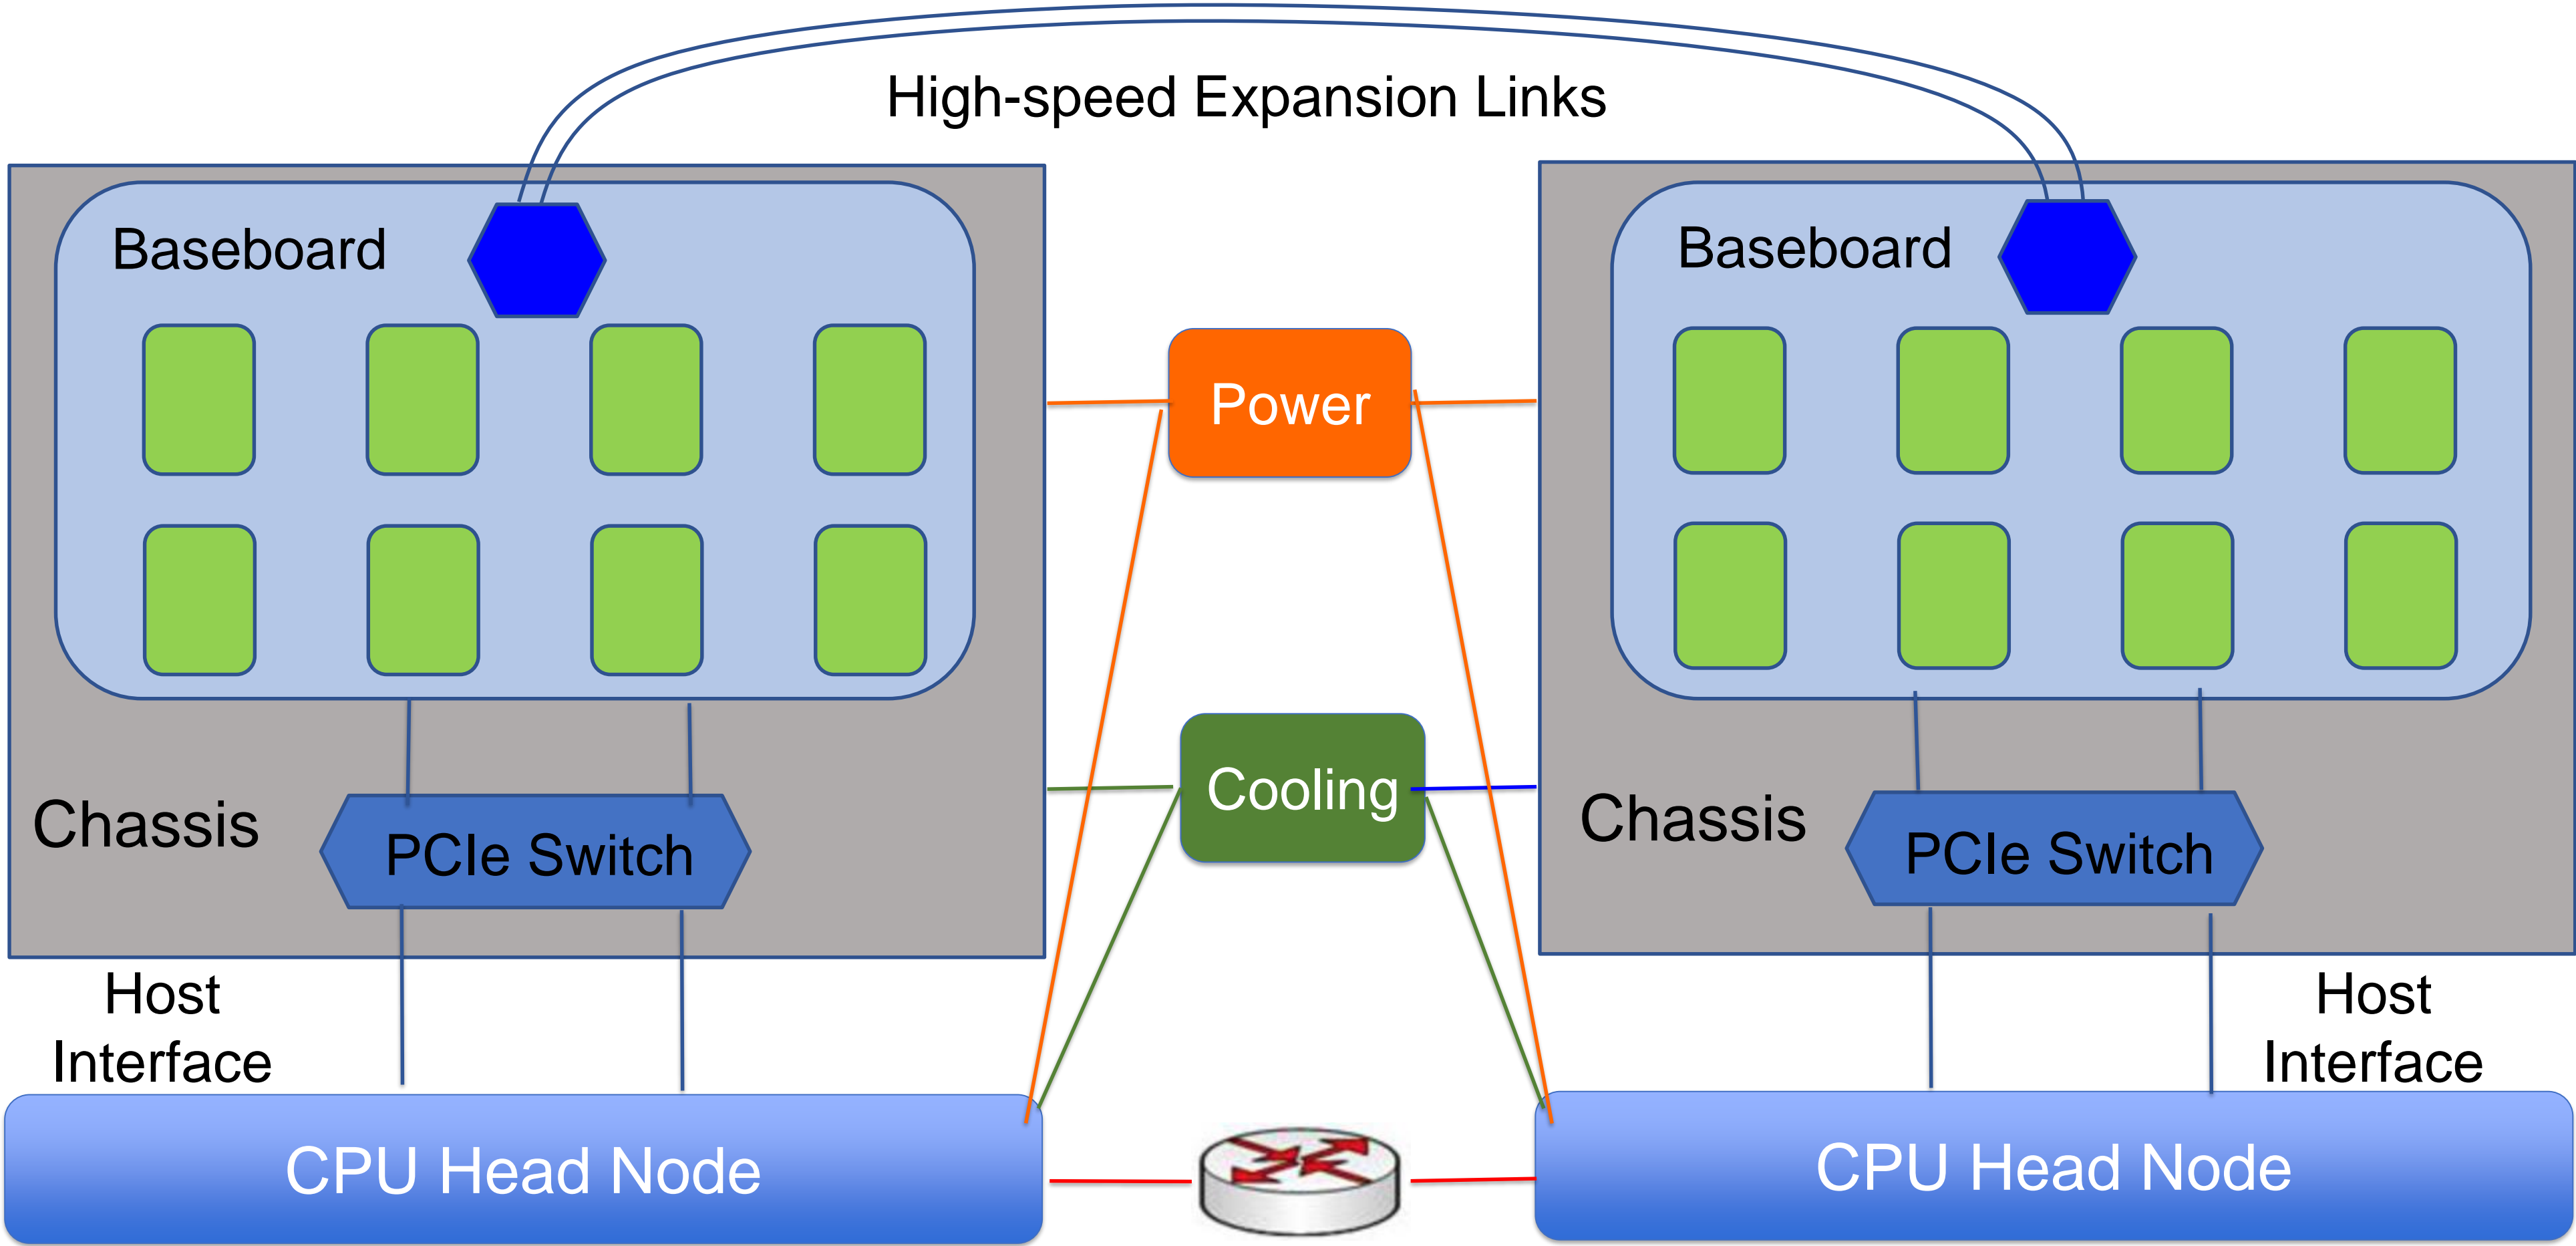 High-speed Expansion Links
Baseboard
Baseboard
Power
Cooling
Chassis
PCIe Switch
Chassis
PCIe Switch
Host
Interface
Host
Interface
CPU Head Node
CPU Head Node